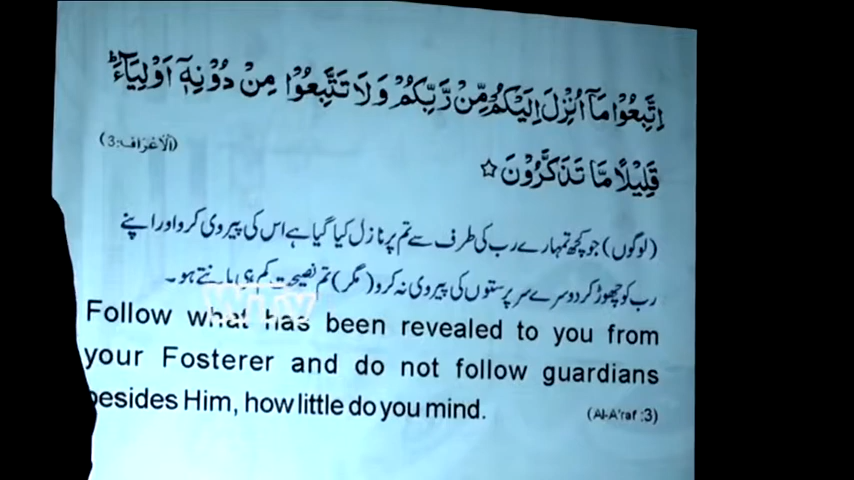 اِتَّبِعُوْا مَاۤ اُنْزِلَ اِلَيْكُمْ مِّنْ رَّبِّكُمْ وَلَا تَتَّبِعُوْا مِنْ دُوْنِهٖۤ اَوْلِيَآءَؕ
قَلِيْلًا مَّا تَذَكَّرُوْنَ ☆
(اَلْاَعْرَاف:3)
(لوگوں) جو کچھ تمہارے رب کی طرف سے تم پر نازل کیا گیا ہے اس کی پیروی کرو اور اپنے
رب کو چھوڑ کر دوسرے سرپرستوں کی پیروی نہ کرو (مگر) تم نصیحت کم ہی مانتے ہو۔
WTV
Follow what has been revealed to you from
your Fosterer and do not follow guardians
besides Him, how little do you mind. (Al-A'raf :3)